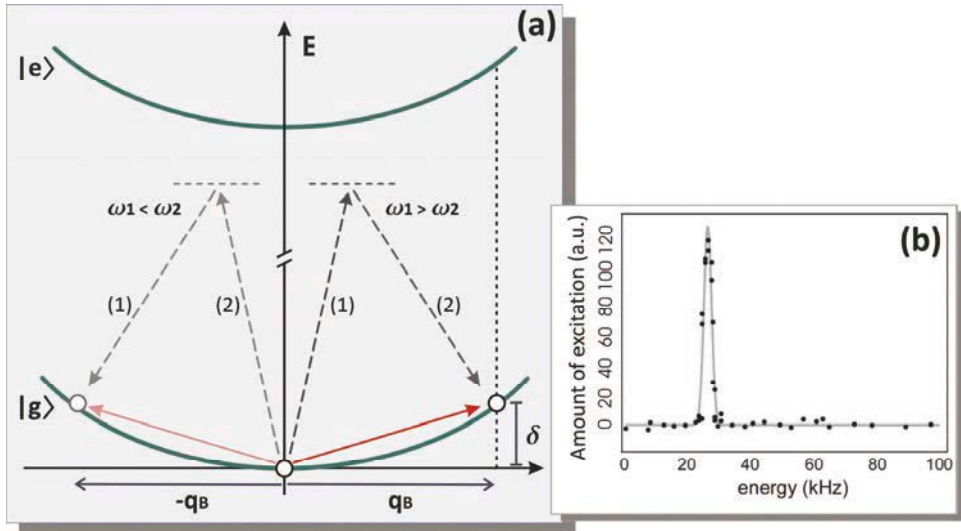 (a)
E
|e⟩
ω1 < ω2
ω1 > ω2
(1)
(2)
(1)
(2)
|g⟩
δ
-qB
qB
(b)
Amount of excitation (a.u.)
120
100
80
60
40
20
0
0
20
40
60
80
100
energy (kHz)